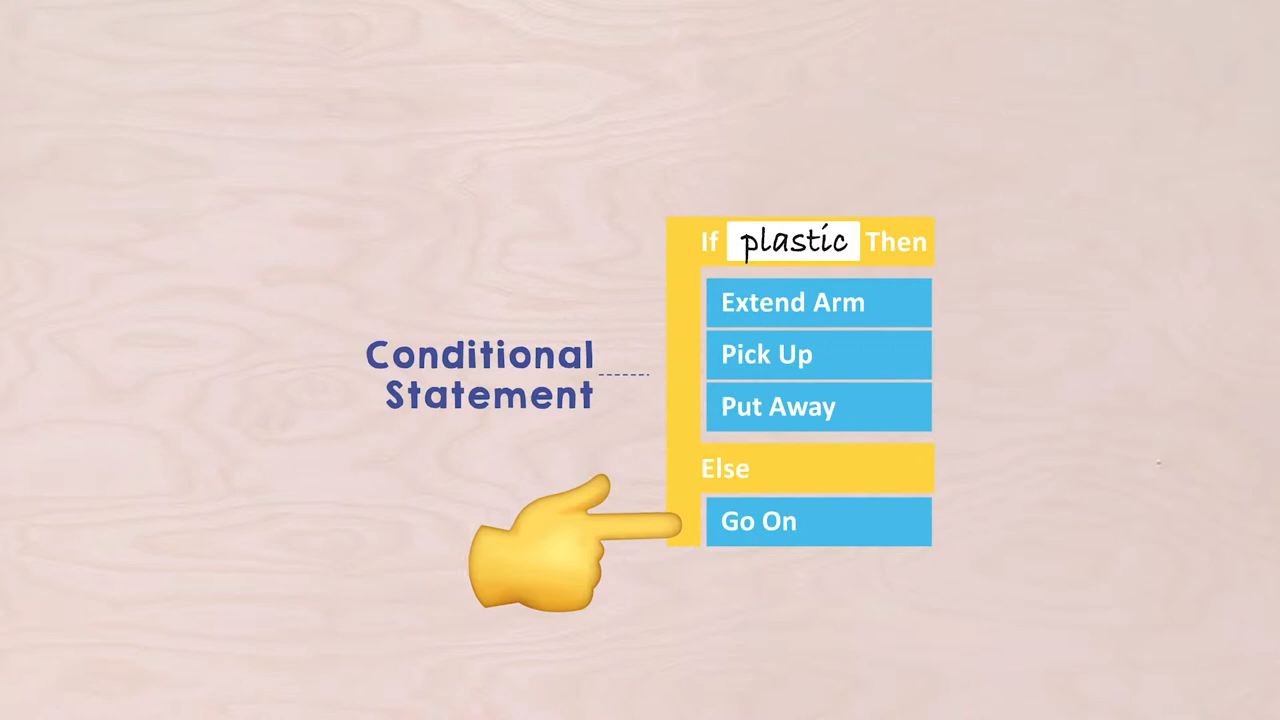 Conditional
Statement
If plastic Then
Extend Arm
Pick Up
Put Away
Else
Go On